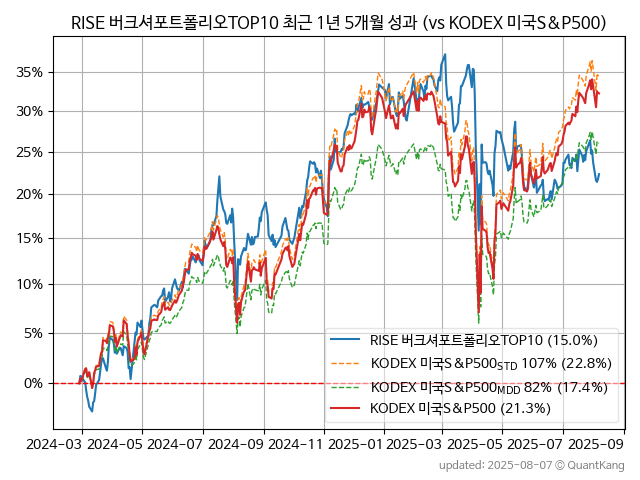 RISE 버크셔포트폴리오TOP10 최근 1년 5개월 성과 (vs KODEX 미국S&P500)
35%
30%
25%
20%
15%
10%
5%
0%
RISE 버크셔포트폴리오TOP10 (15.0%)
KODEX 미국S&P500STD 107% (22.8%)
KODEX 미국S&P500MDD 82% (17.4%)
KODEX 미국S&P500 (21.3%)
2024-03 2024-05 2024-07 2024-09 2024-11 2025-01 2025-03 2025-05 2025-07 2025-09
updated: 2025-08-07 © QuantKang